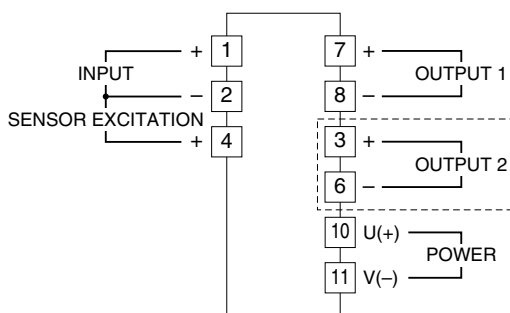 + 1
INPUT
– 2
SENSOR EXCITATION
+ 4
7 +
OUTPUT 1
8 –
3 +
OUTPUT 2
6 –
10 U(+)
POWER
11 V(–)